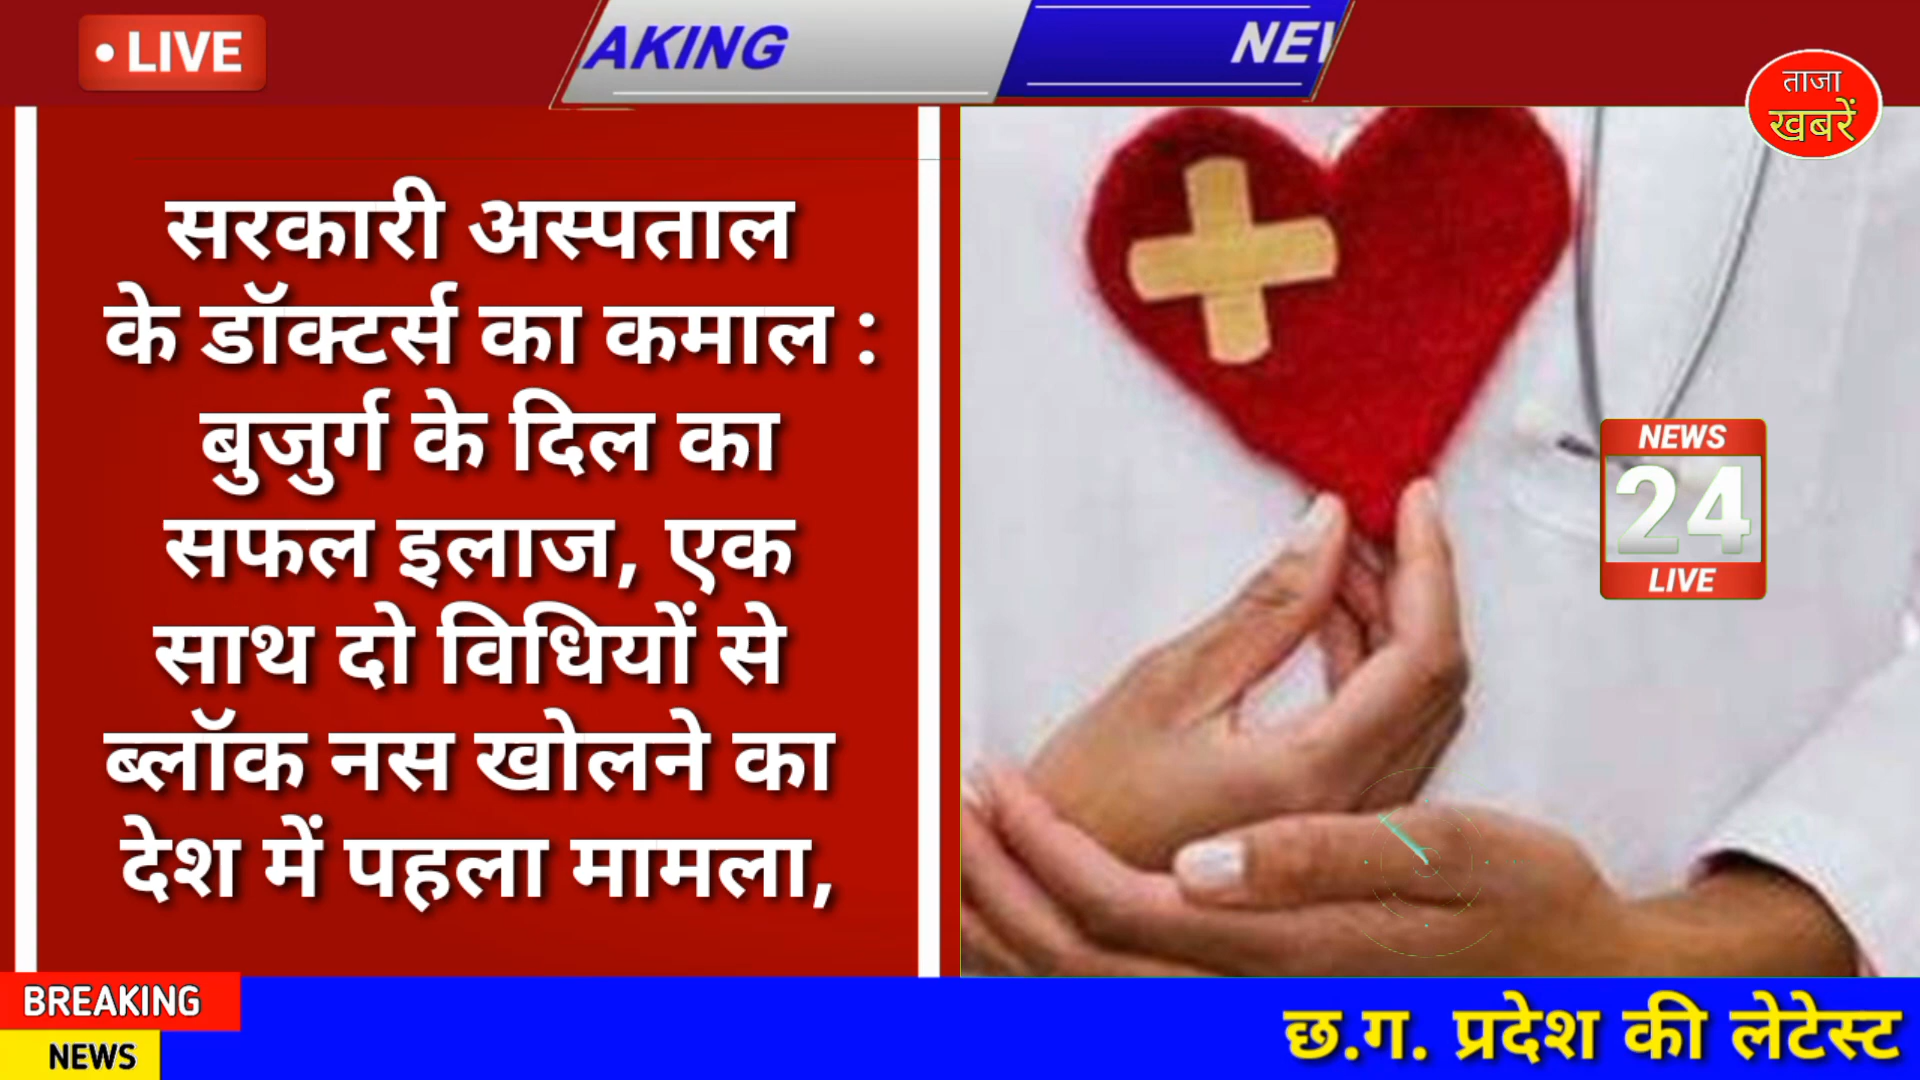 • LIVE
AKING
ताजा
खबरें
सरकारी अस्पताल
के डॉक्टर्स का कमाल :
बुजुर्ग के दिल का
सफल इलाज, एक
साथ दो विधियों से
ब्लॉक नस खोलने का
देश में पहला मामला,
NEWS
24
LIVE
BREAKING
NEWS
छ.ग. प्रदेश की लेटेस्ट